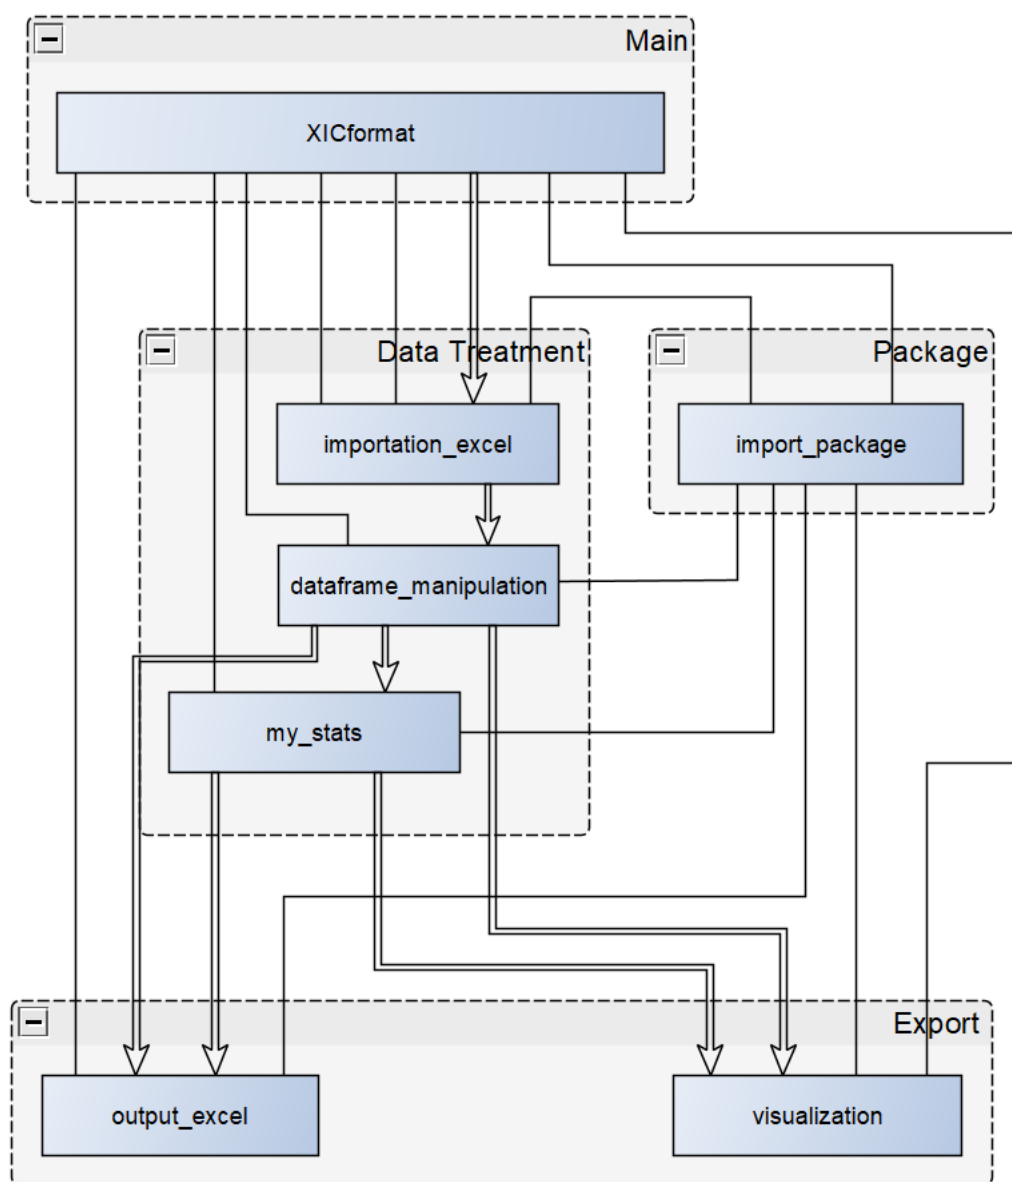 Main
XICformat
Data Treatment
Package
importation_excel
import_package
dataframe_manipulation
my_stats
Export
output_excel
visualization